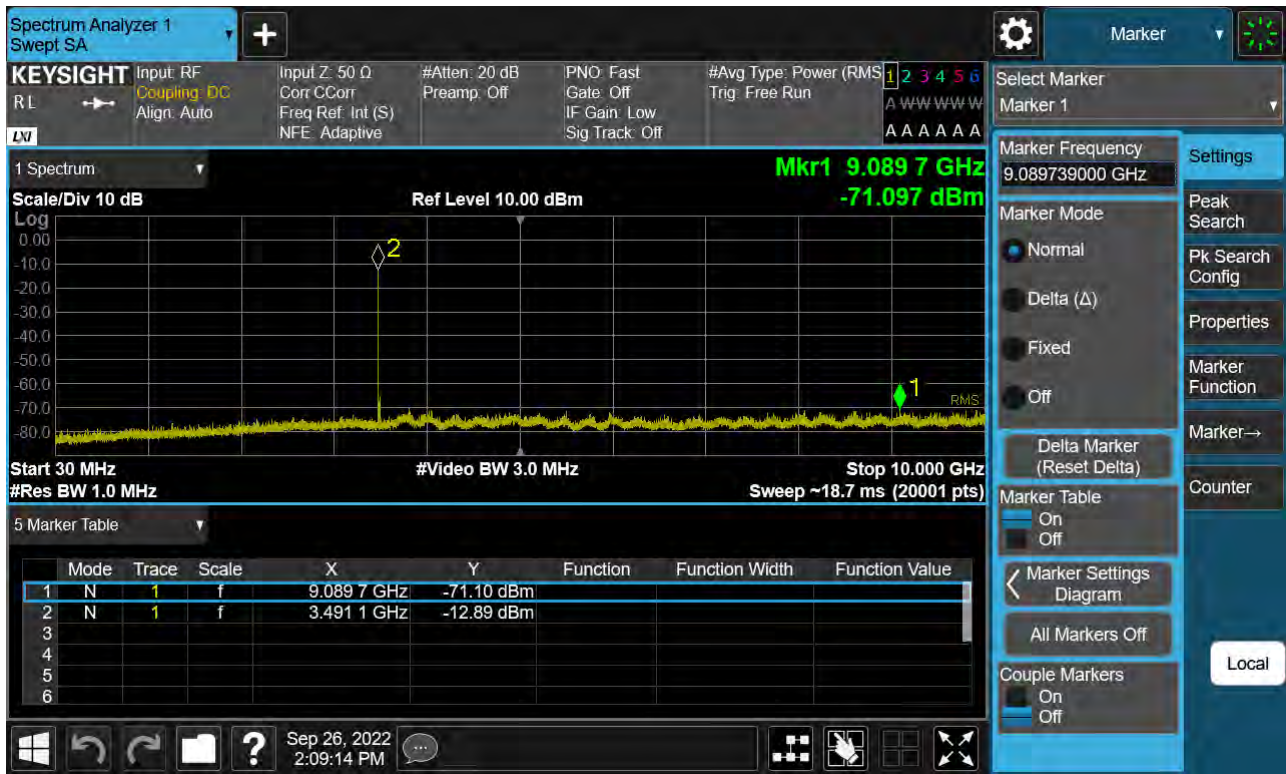 Spectrum Analyzer 1
Swept SA
Marker
KEYSIGHT
RL
LXI
Input: RF
Coupling: DC
Align: Auto
Input Z: 50 Ω
Corr CCorr
Freq Ref: Int (S)
NFE: Adaptive
#Atten: 20 dB
Preamp: Off
PNO: Fast
Gate: Off
IF Gain: Low
Sig Track: Off
#Avg Type: Power (RMS
Trig: Free Run
1 2 3 4 5 6
A W W W W W
A A A A A A
Select Marker
Marker 1
1 Spectrum
Mkr1 9.089 7 GHz
-71.097 dBm
Scale/Div 10 dB
Ref Level 10.00 dBm
Log
0.00
-10.0
-20.0
-30.0
-40.0
-50.0
-60.0
-70.0
-80.0
2
1
RMS
Start 30 MHz
#Video BW 3.0 MHz
Stop 10.000 GHz
#Res BW 1.0 MHz
Sweep ~18.7 ms (20001 pts)
5 Marker Table
Mode Trace Scale X Y Function Function Width Function Value
1 N 1 f 9.089 7 GHz -71.10 dBm
2 N 1 f 3.491 1 GHz -12.89 dBm
3
4
5
6
Marker Frequency
9.089739000 GHz
Marker Mode
Normal
Delta (Δ)
Fixed
Off
Delta Marker
(Reset Delta)
Marker Table
On
Off
Marker Settings
Diagram
All Markers Off
Couple Markers
On
Off
Settings
Peak
Search
Pk Search
Config
Properties
Marker
Function
Marker→
Counter
Local
?
Sep 26, 2022
2:09:14 PM